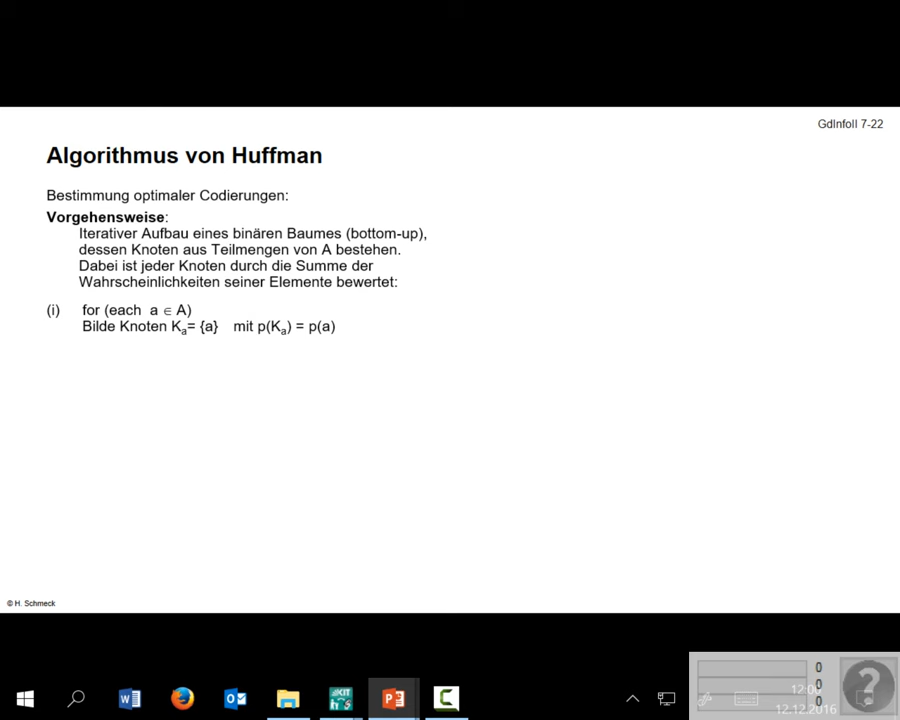 GdInfoII 7-22
Algorithmus von Huffman
Bestimmung optimaler Codierungen:
Vorgehensweise:
Iterativer Aufbau eines binären Baumes (bottom-up),
dessen Knoten aus Teilmengen von A bestehen.
Dabei ist jeder Knoten durch die Summe der
Wahrscheinlichkeiten seiner Elemente bewertet:
(i) for (each a ∈ A)
Bilde Knoten Kₐ= {a} mit p(Kₐ) = p(a)
© H. Schmeck
0
0
0
12.12.2016
?